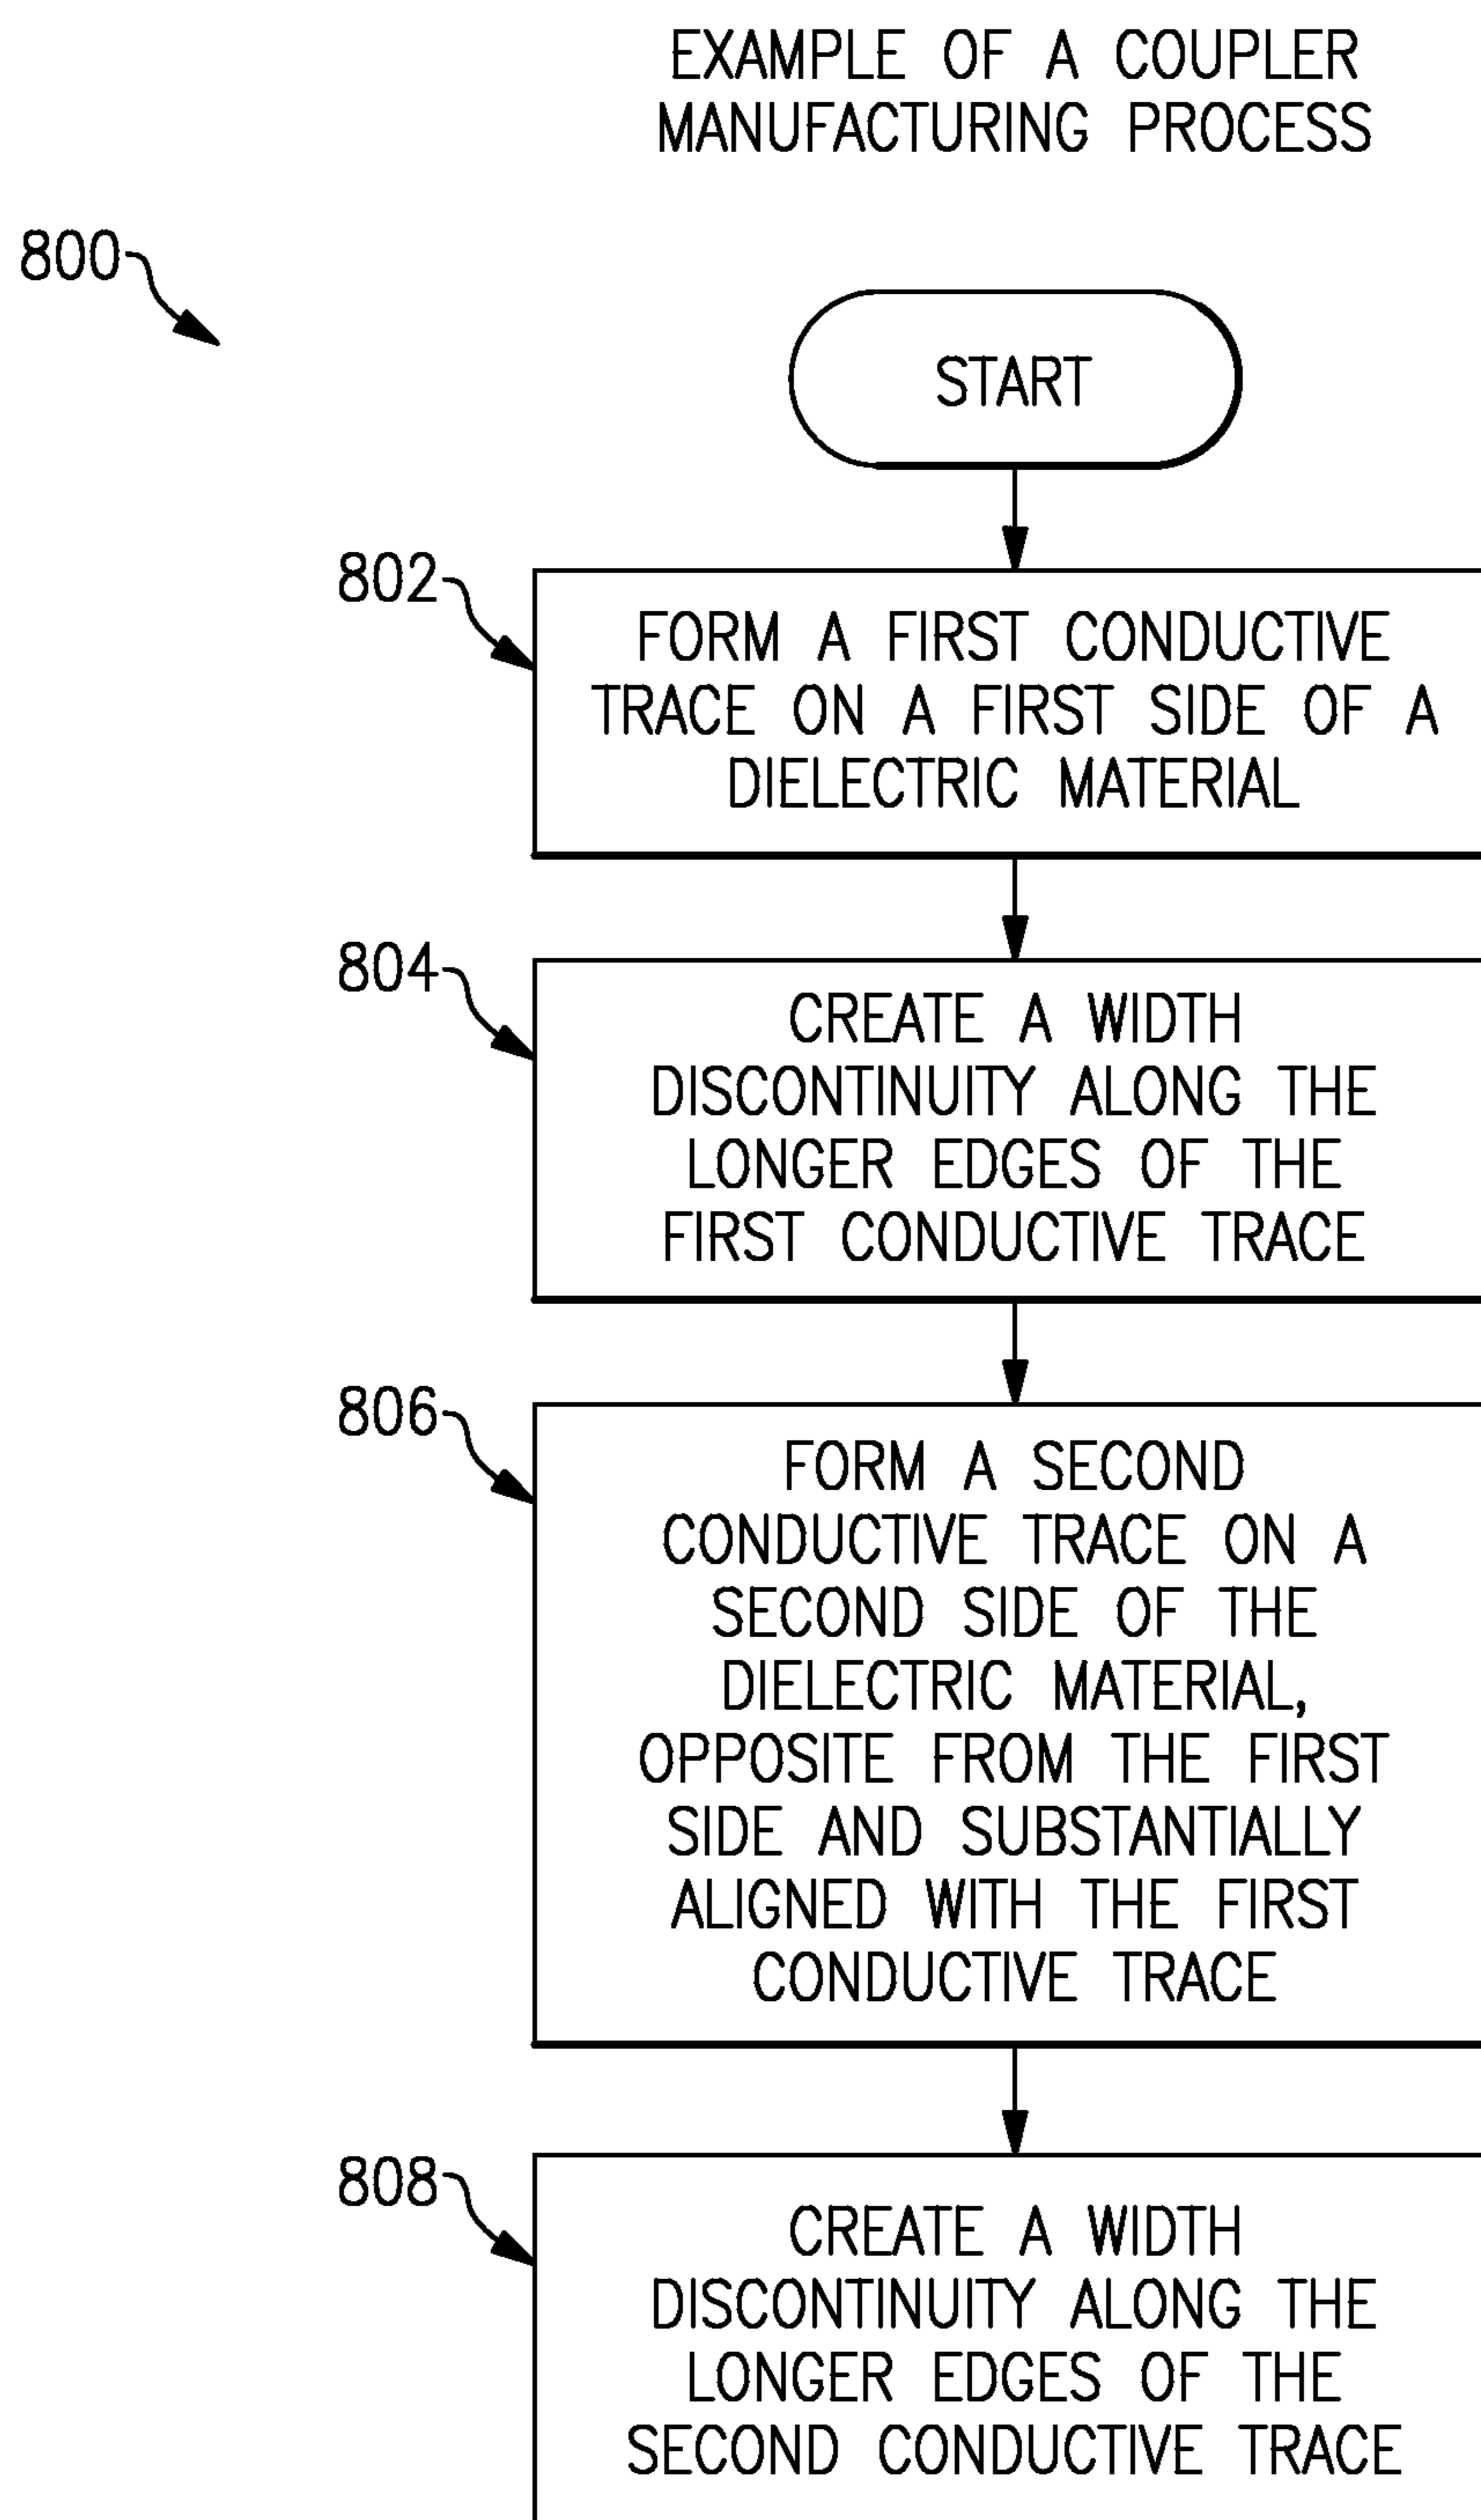 EXAMPLE OF A COUPLER
MANUFACTURING PROCESS
800
START
802
FORM A FIRST CONDUCTIVE
TRACE ON A FIRST SIDE OF A
DIELECTRIC MATERIAL
804
CREATE A WIDTH
DISCONTINUITY ALONG THE
LONGER EDGES OF THE
FIRST CONDUCTIVE TRACE
806
FORM A SECOND
CONDUCTIVE TRACE ON A
SECOND SIDE OF THE
DIELECTRIC MATERIAL,
OPPOSITE FROM THE FIRST
SIDE AND SUBSTANTIALLY
ALIGNED WITH THE FIRST
CONDUCTIVE TRACE
808
CREATE A WIDTH
DISCONTINUITY ALONG THE
LONGER EDGES OF THE
SECOND CONDUCTIVE TRACE